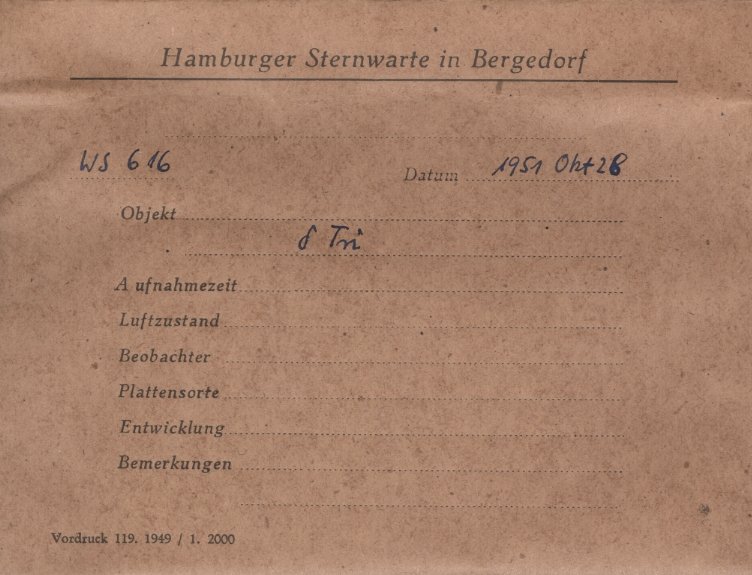 Hamburger Sternwarte in Bergedorf
WS 616 Datum 1951 Okt 28
Objekt
δ Tri
Aufnahmezeit
Luftzustand
Beobachter
Plattensorte
Entwicklung
Bemerkungen
Vordruck 119. 1949 / 1. 2000